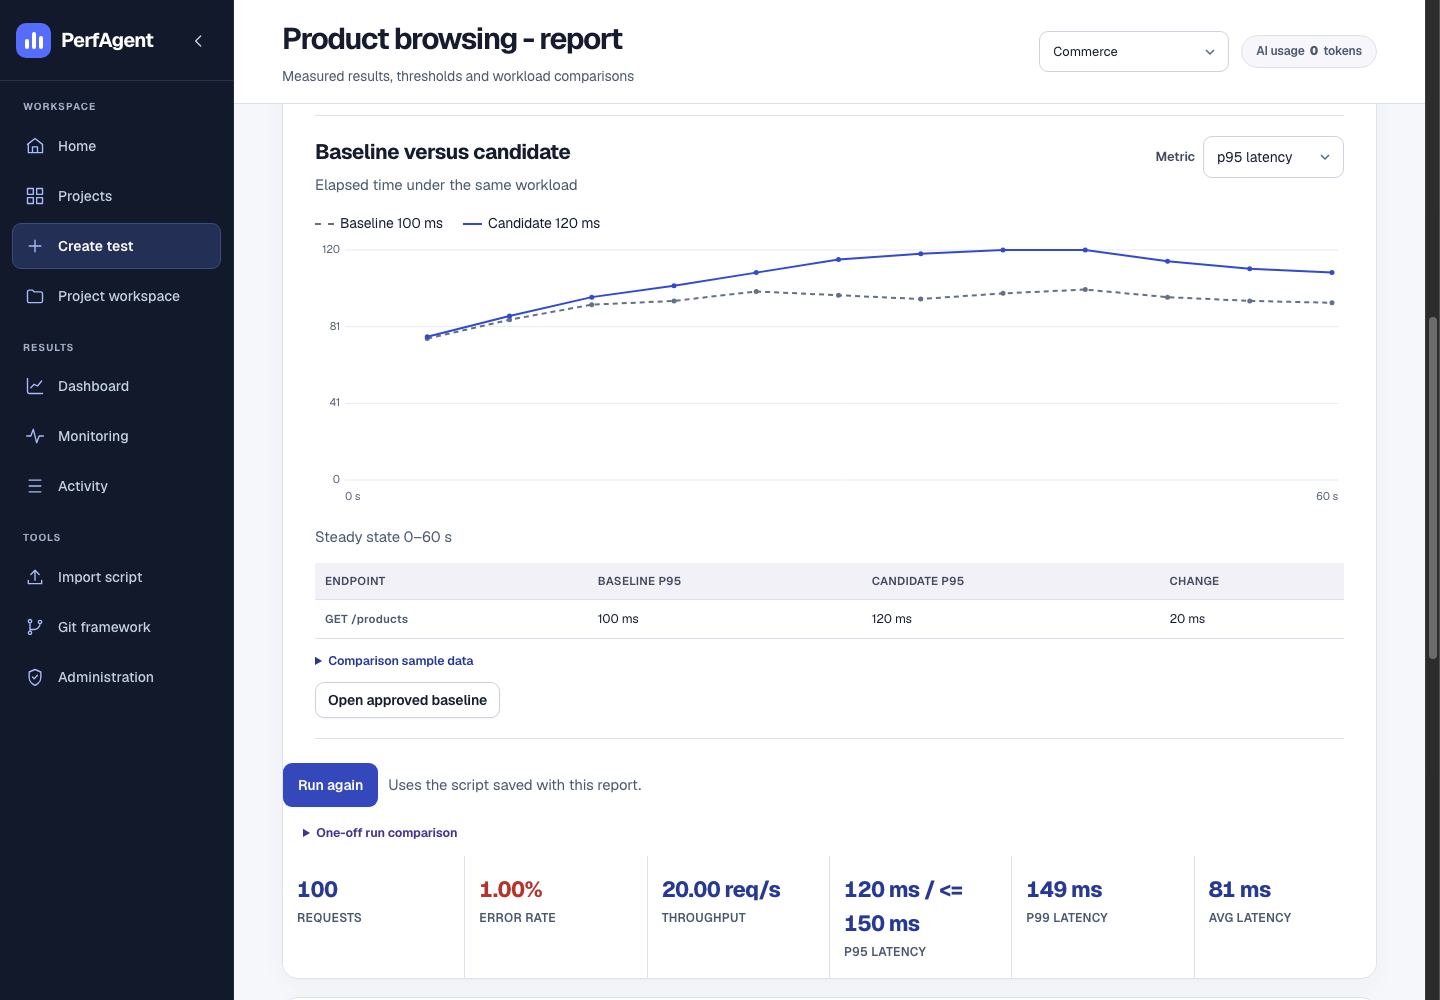 PerfAgent
WORKSPACE
Home
Projects
Create test
Project workspace
RESULTS
Dashboard
Monitoring
Activity
TOOLS
Import script
Git framework
Administration
Product browsing - report
Measured results, thresholds and workload comparisons
Commerce
AI usage 0 tokens
Baseline versus candidate
Elapsed time under the same workload
Metric
p95 latency
Baseline 100 ms
Candidate 120 ms
120
81
41
0
0 s
60 s
Steady state 0–60 s
ENDPOINT BASELINE P95 CANDIDATE P95 CHANGE
GET /products 100 ms 120 ms 20 ms
Comparison sample data
Open approved baseline
Run again
Uses the script saved with this report.
One-off run comparison
100
REQUESTS
1.00%
ERROR RATE
20.00 req/s
THROUGHPUT
120 ms / <=
150 ms
P95 LATENCY
149 ms
P99 LATENCY
81 ms
AVG LATENCY